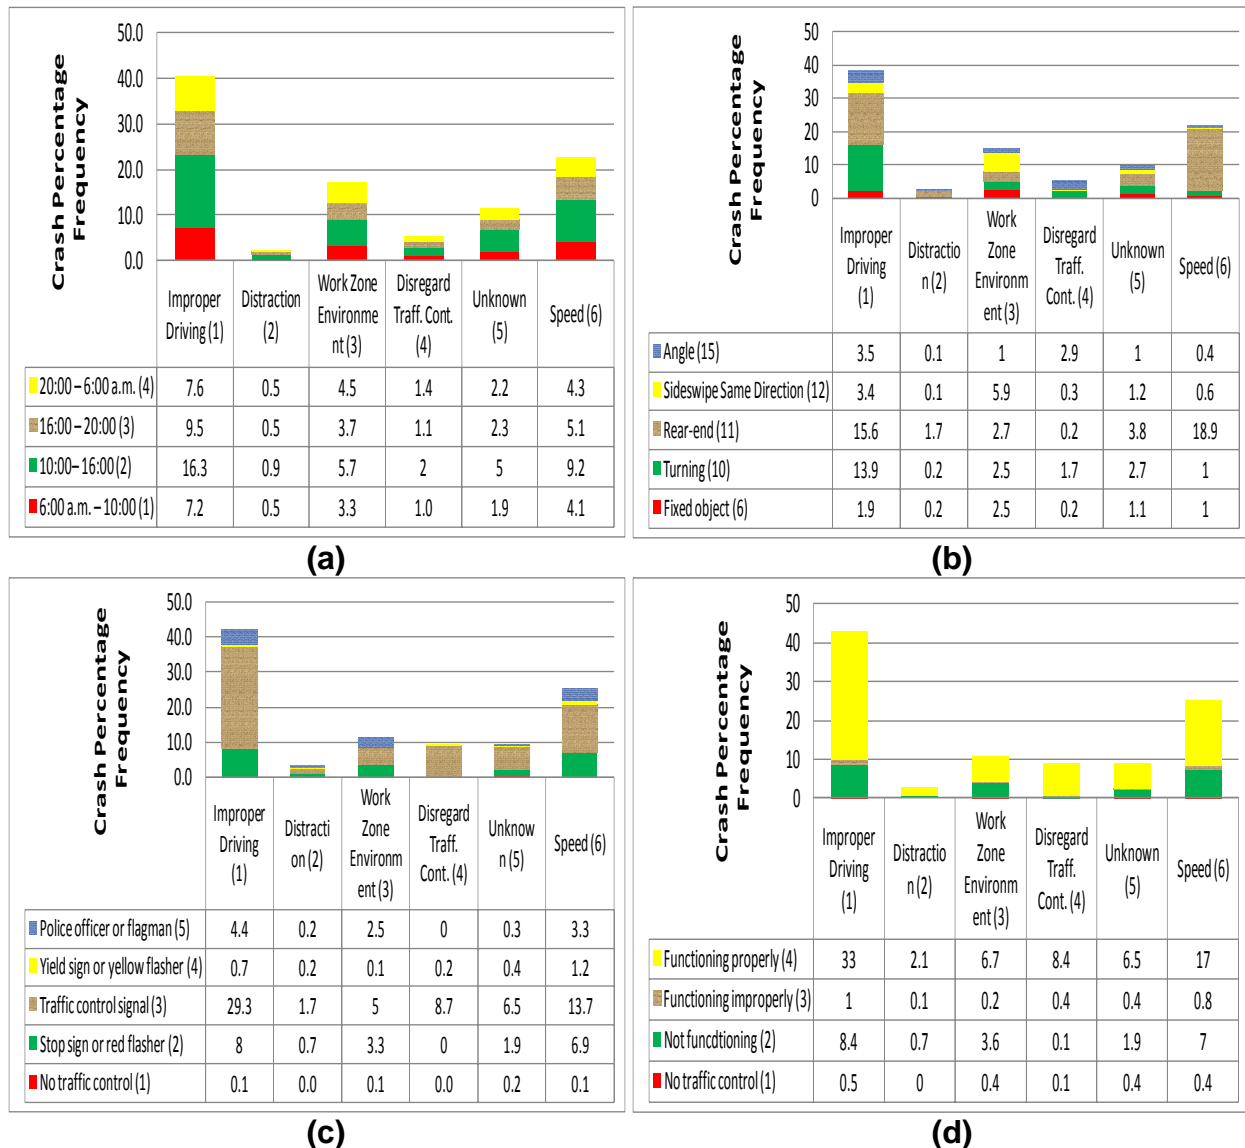 Crash Percentage
Frequency
50.0
40.0
30.0
20.0
10.0
0.0
Improper
Driving (1)
Distraction
(2)
Work Zone
Environme
nt (3)
Disregard
Traff. Cont.
(4)
Unknown
(5)
Speed (6)
20:00 – 6:00 a.m. (4) 7.6 0.5 4.5 1.4 2.2 4.3
16:00 – 20:00 (3) 9.5 0.5 3.7 1.1 2.3 5.1
10:00 – 16:00 (2) 16.3 0.9 5.7 2 5 9.2
6:00 a.m. – 10:00 (1) 7.2 0.5 3.3 1.0 1.9 4.1
(a)
Crash Percentage
Frequency
50
40
30
20
10
0
Improper
Driving
(1)
Distractio
n (2)
Work
Zone
Environm
ent (3)
Disregard
Traff.
Cont. (4)
Unknown
(5)
Speed (6)
Angle (15) 3.5 0.1 1 2.9 1 0.4
Sideswipe Same Direction (12) 3.4 0.1 5.9 0.3 1.2 0.6
Rear-end (11) 15.6 1.7 2.7 0.2 3.8 18.9
Turning (10) 13.9 0.2 2.5 1.7 2.7 1
Fixed object (6) 1.9 0.2 2.5 0.2 1.1 1
(b)
Crash Percentage
Frequency
50.0
40.0
30.0
20.0
10.0
0.0
Improper
Driving
(1)
Distracti
on (2)
Work
Zone
Environm
ent (3)
Disregard
Traff.
Cont. (4)
Unknow
n (5)
Speed (6)
Police officer or flagman (5) 4.4 0.2 2.5 0 0.3 3.3
Yield sign or yellow flasher (4) 0.7 0.2 0.1 0.2 0.4 1.2
Traffic control signal (3) 29.3 1.7 5 8.7 6.5 13.7
Stop sign or red flasher (2) 8 0.7 3.3 0 1.9 6.9
No traffic control (1) 0.1 0.0 0.1 0.0 0.2 0.1
(c)
Crash Percentage
Frequency
50
40
30
20
10
0
Improper
Driving
(1)
Distractio
n (2)
Work
Zone
Environm
ent (3)
Disregard
Traff.
Cont. (4)
Unknown
(5)
Speed (6)
Functioning properly (4) 33 2.1 6.7 8.4 6.5 17
Functioning improperly (3) 1 0.1 0.2 0.4 0.4 0.8
Not funcdtioning (2) 8.4 0.7 3.6 0.1 1.9 7
No traffic control (1) 0.5 0 0.4 0.1 0.4 0.4
(d)